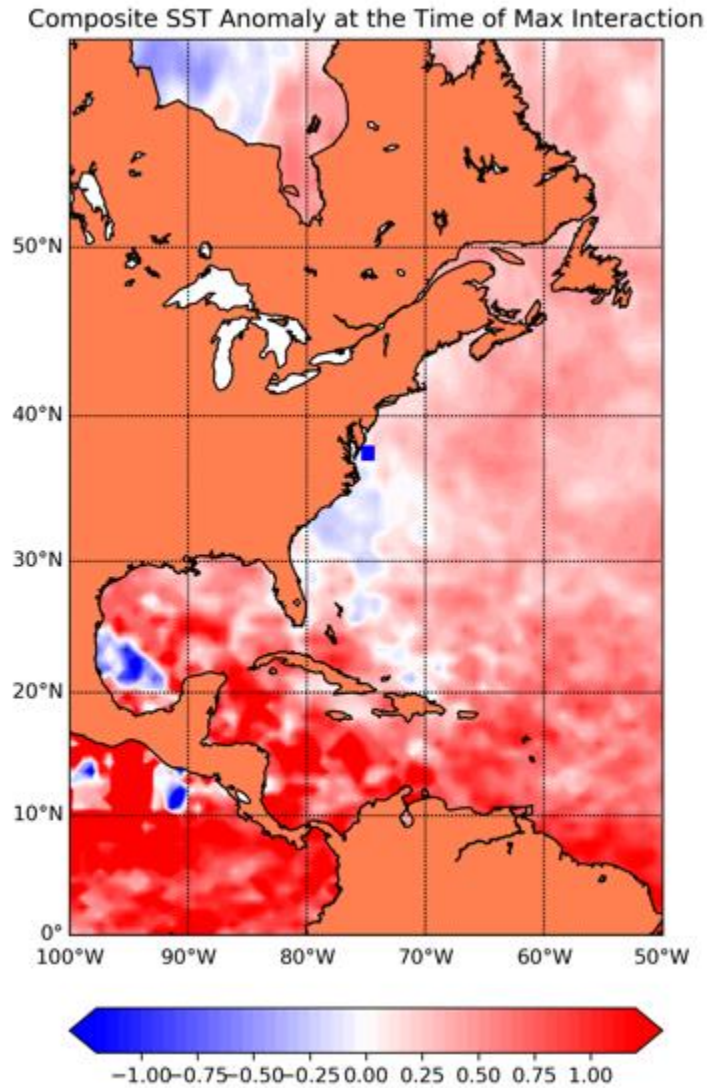 Composite SST Anomaly at the Time of Max Interaction
50°N
40°N
30°N
20°N
10°N
0°
100°W 90°W 80°W 70°W 60°W 50°W
−1.00−0.75−0.50−0.25 0.00 0.25 0.50 0.75 1.00